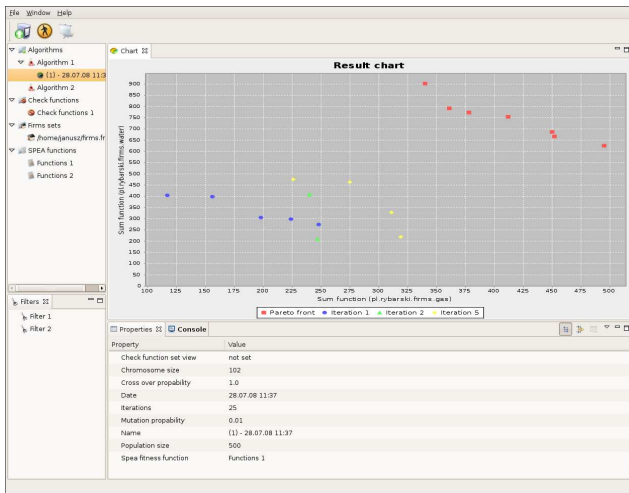 File Window Help
Algorithms
Algorithm 1
(1) - 28.07.08 11:3
Algorithm 2
Check functions
Check functions 1
Firms sets
/home/janusz/firms.fr
SPEA functions
Functions 1
Functions 2
Filters
Filter 1
Filter 2
Chart
Result chart
Sum function (pl.rybarski.firms.water)
900
850
800
750
700
650
600
550
500
450
400
350
300
250
200
150
100
50
0
100 125 150 175 200 225 250 275 300 325 350 375 400 425 450 475 500
Sum function (pl.rybarski.firms.gas)
Pareto front Iteration 1 Iteration 2 Iteration 5
Properties Console
Property Value
Check function set view not set
Chromosome size 102
Cross over propability 1.0
Date 28.07.08 11:37
Iterations 25
Mutation propability 0.01
Name (1) - 28.07.08 11:37
Population size 500
Spea fitness function Functions 1